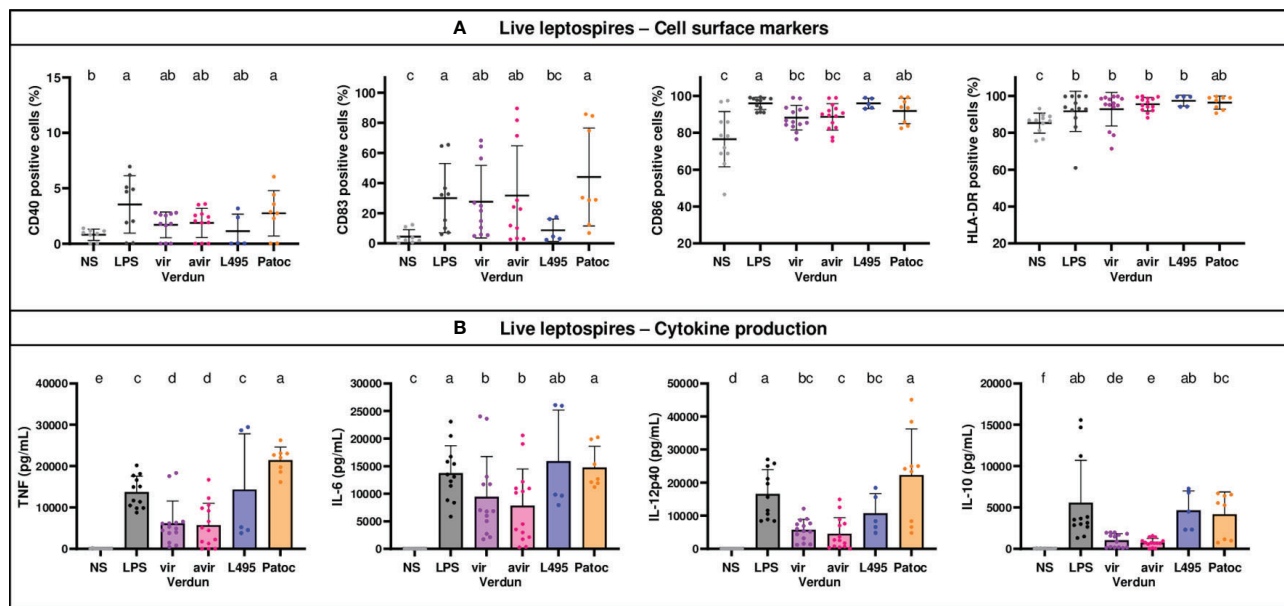 A Live leptospires – Cell surface markers
CD40 positive cells (%)
b a ab ab ab a
15
10
5
0
NS LPS vir avir L495 Patoc
Verdun
CD83 positive cells (%)
c a ab ab bc a
100
80
60
40
20
0
NS LPS vir avir L495 Patoc
Verdun
CD86 positive cells (%)
c a bc bc a ab
100
80
60
40
20
NS LPS vir avir L495 Patoc
Verdun
HLA-DR positive cells (%)
c b b b b ab
100
80
60
40
20
NS LPS vir avir L495 Patoc
Verdun
B Live leptospires – Cytokine production
TNF (pg/mL)
e c d d c a
40000
30000
20000
10000
0
NS LPS vir avir L495 Patoc
Verdun
IL-6 (pg/mL)
c a b b ab a
30000
25000
20000
15000
10000
5000
0
NS LPS vir avir L495 Patoc
Verdun
IL-12p40 (pg/mL)
d a bc c bc a
50000
40000
30000
20000
10000
0
NS LPS vir avir L495 Patoc
Verdun
IL-10 (pg/mL)
f ab de e ab bc
20000
15000
10000
5000
0
NS LPS vir avir L495 Patoc
Verdun